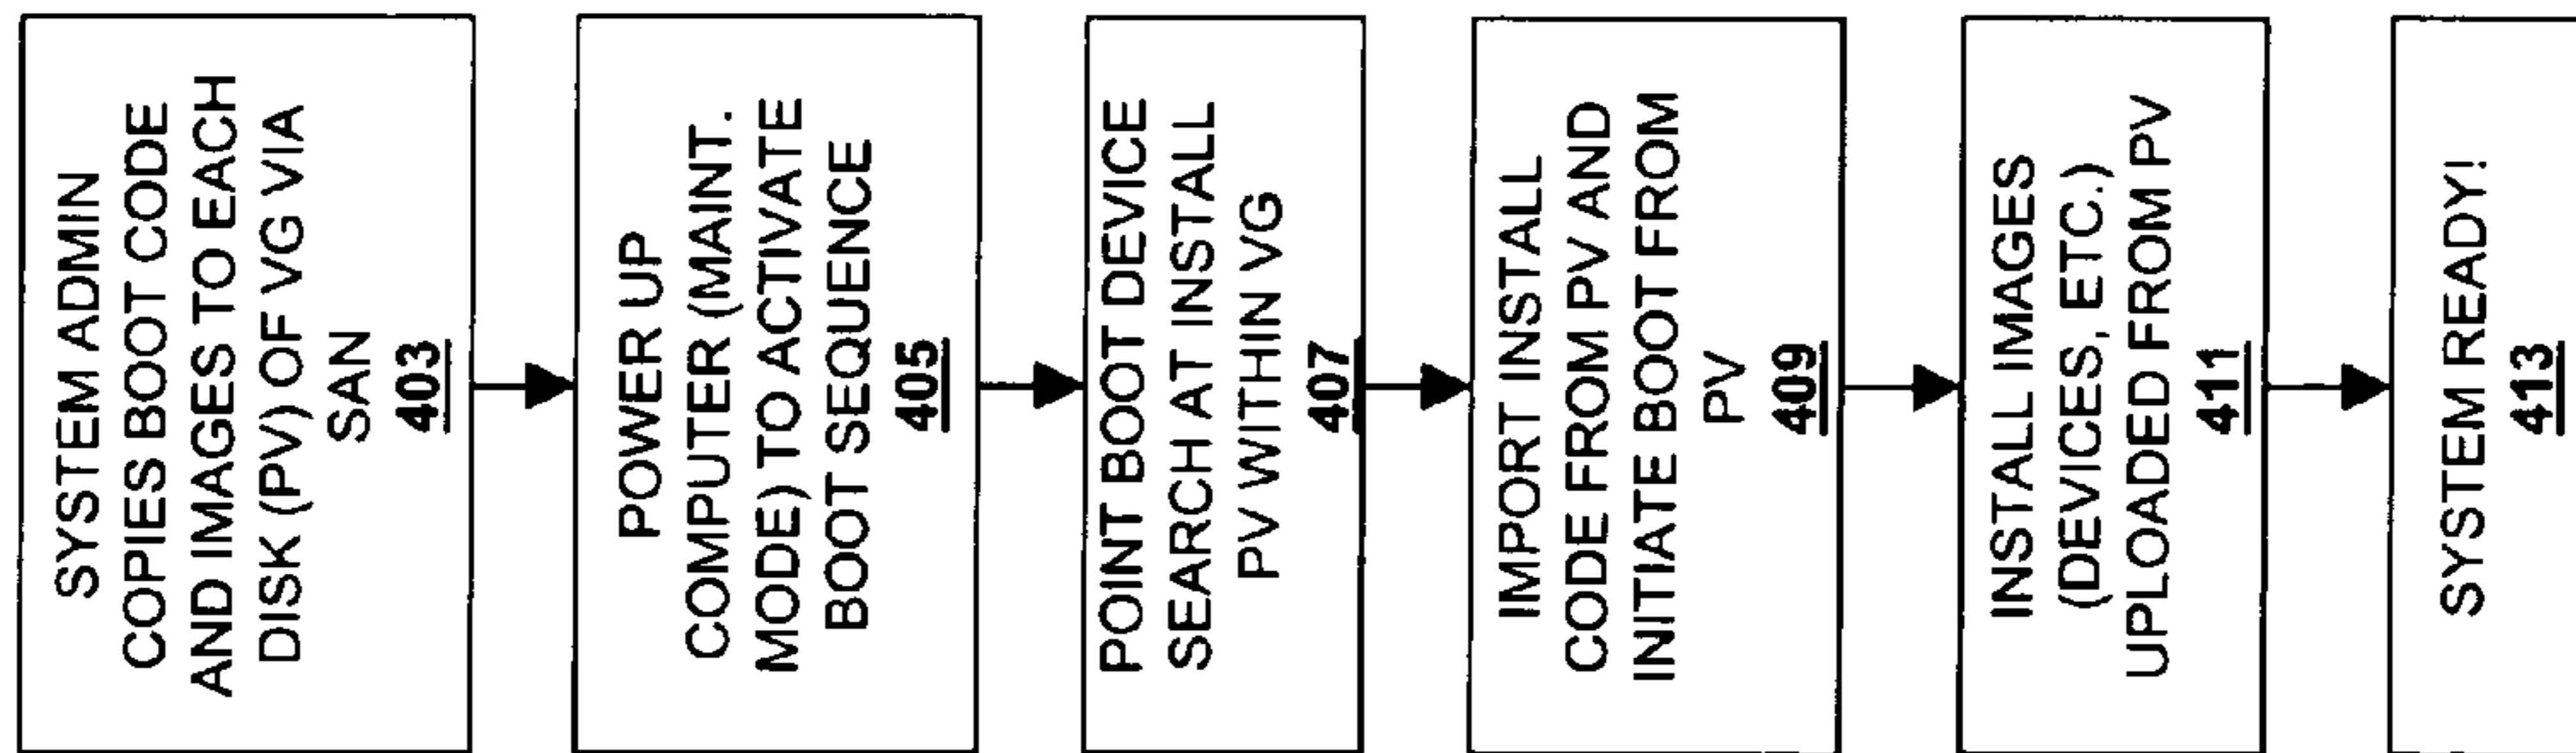 SYSTEM ADMIN
COPIES BOOT CODE
AND IMAGES TO EACH
DISK (PV) OF VG VIA
SAN
403
POWER UP
COMPUTER (MAINT.
MODE) TO ACTIVATE
BOOT SEQUENCE
405
POINT BOOT DEVICE
SEARCH AT INSTALL
PV WITHIN VG
407
IMPORT INSTALL
CODE FROM PV AND
INITIATE BOOT FROM
PV
409
INSTALL IMAGES
(DEVICES, ETC.)
UPLOADED FROM PV
411
SYSTEM READY!
413